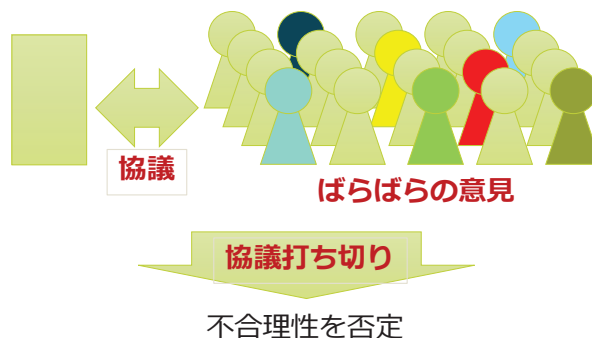 協議
ばらばらの意見
協議打ち切り
不合理性を否定